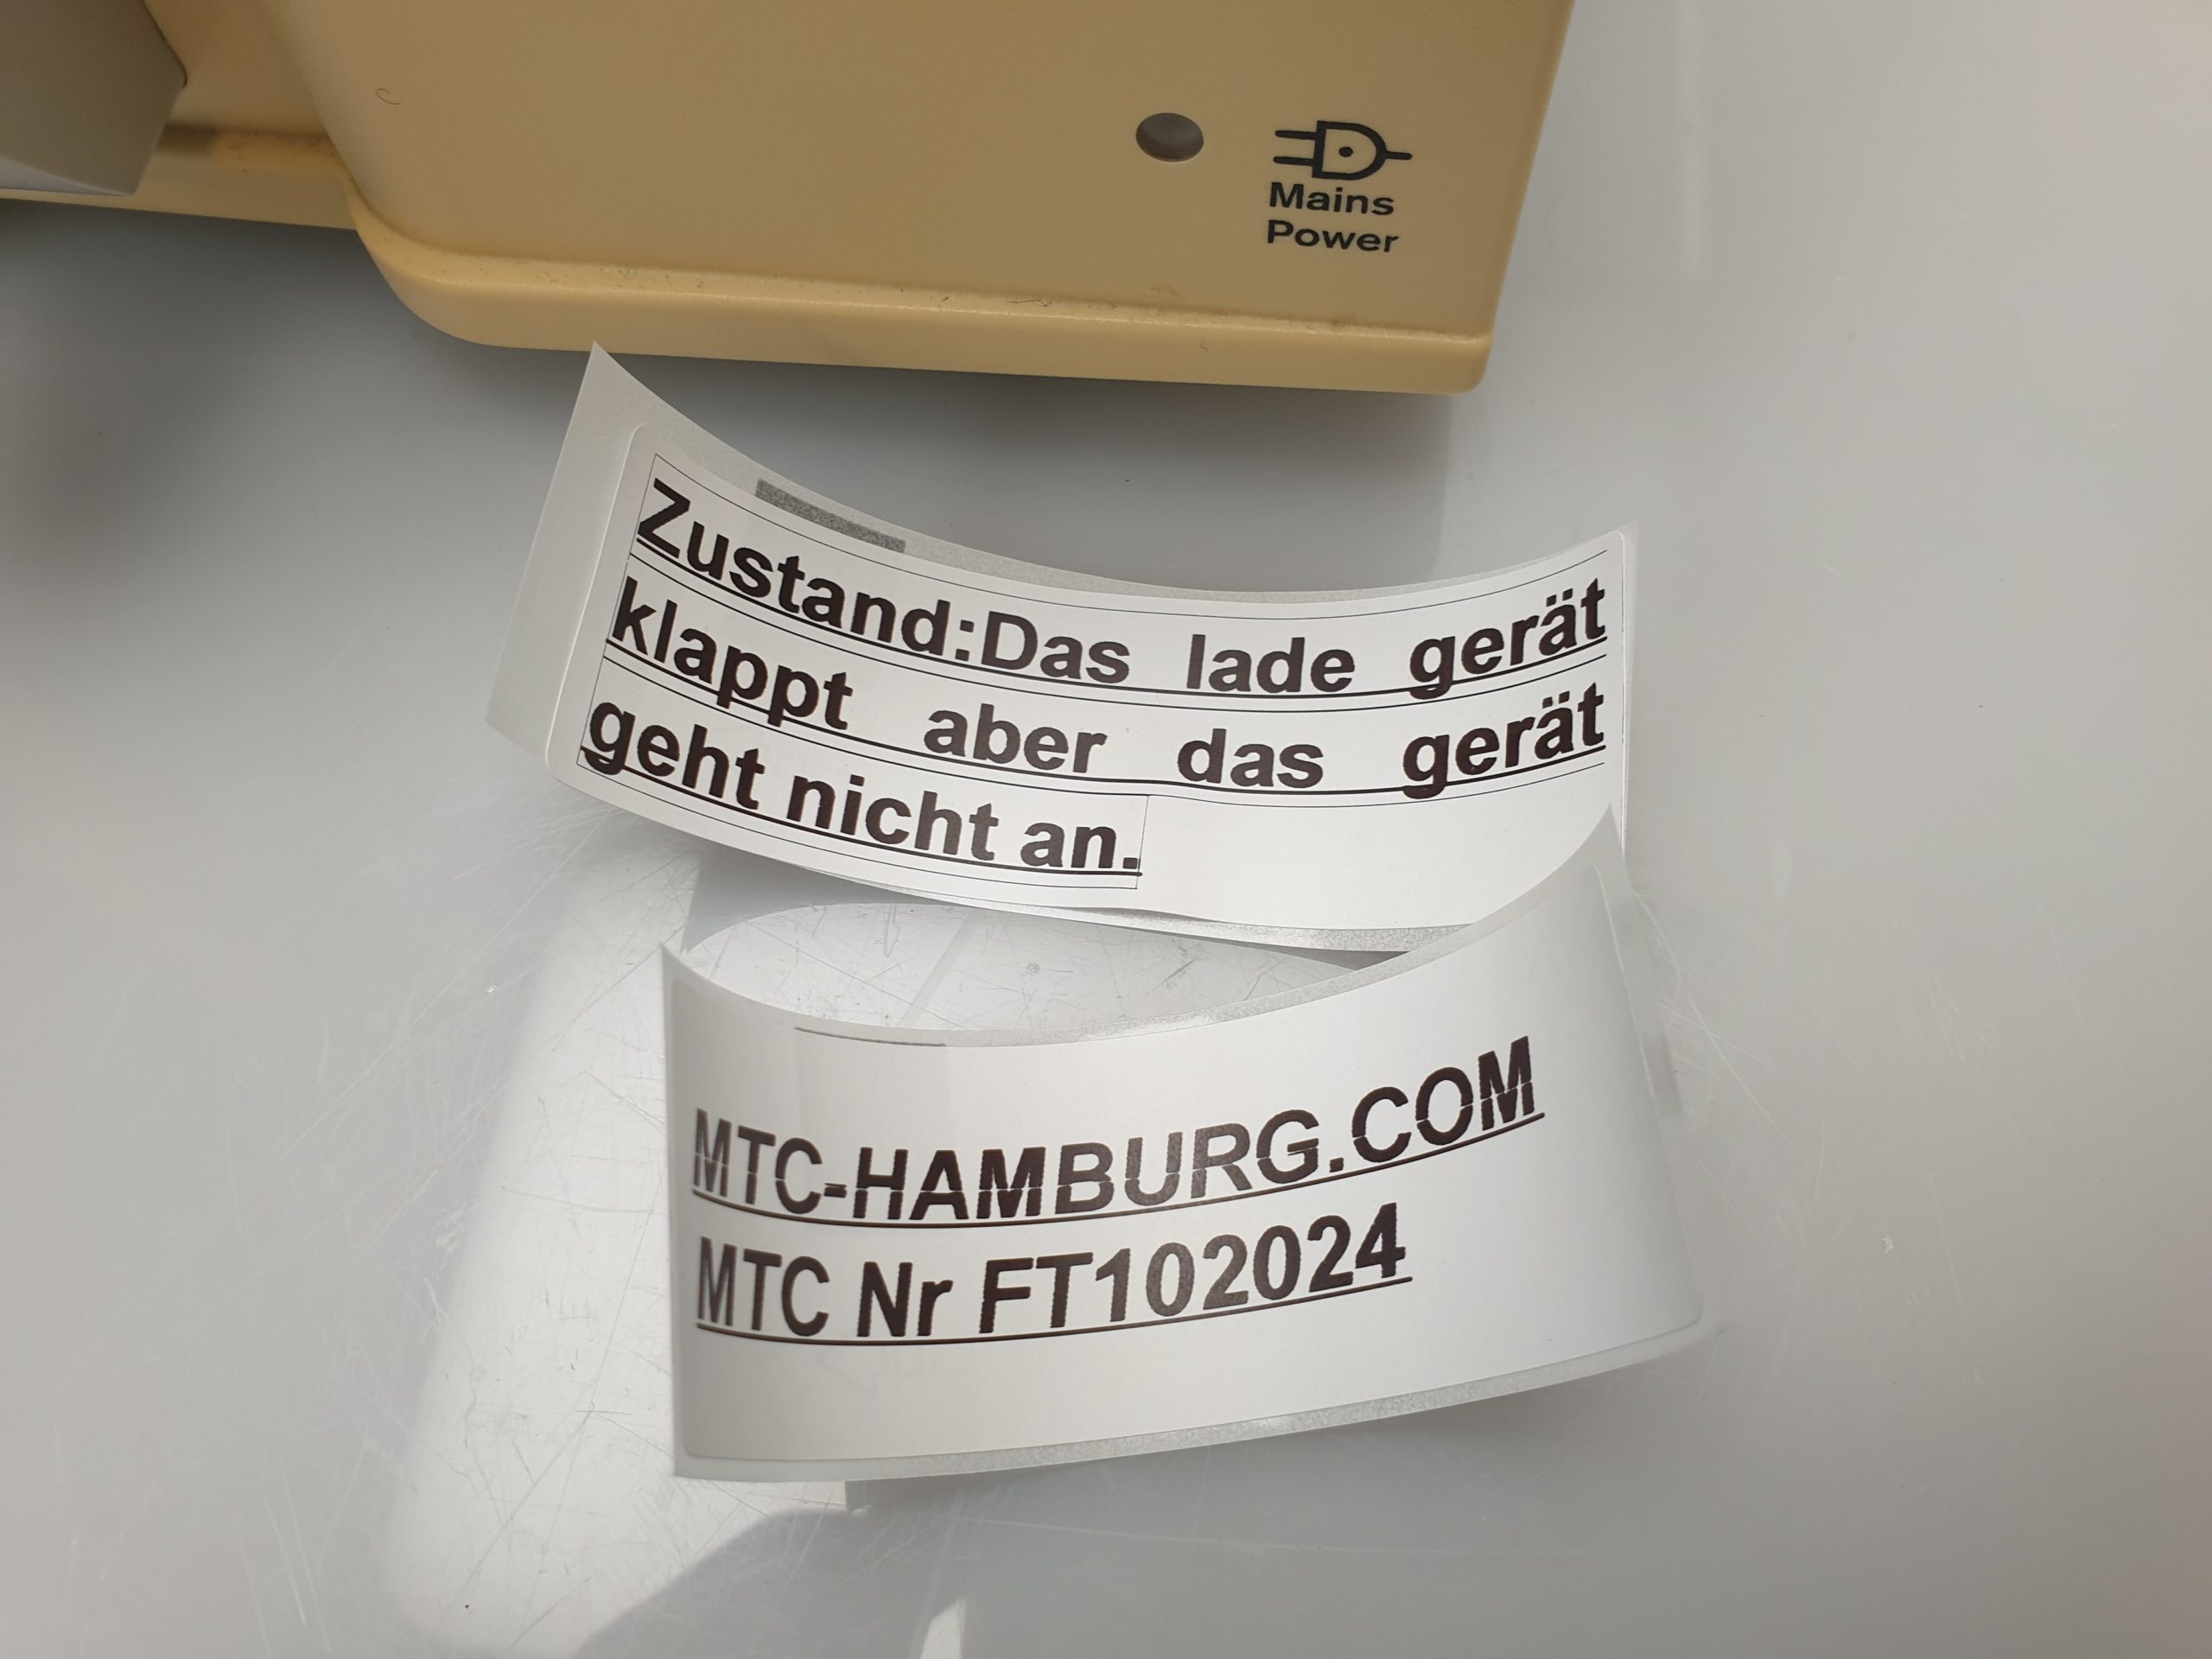 Mains
Power
Zustand:Das lade gerät
klappt aber das gerät
geht nicht an.
MTC-HAMBURG.COM
MTC Nr FT102024